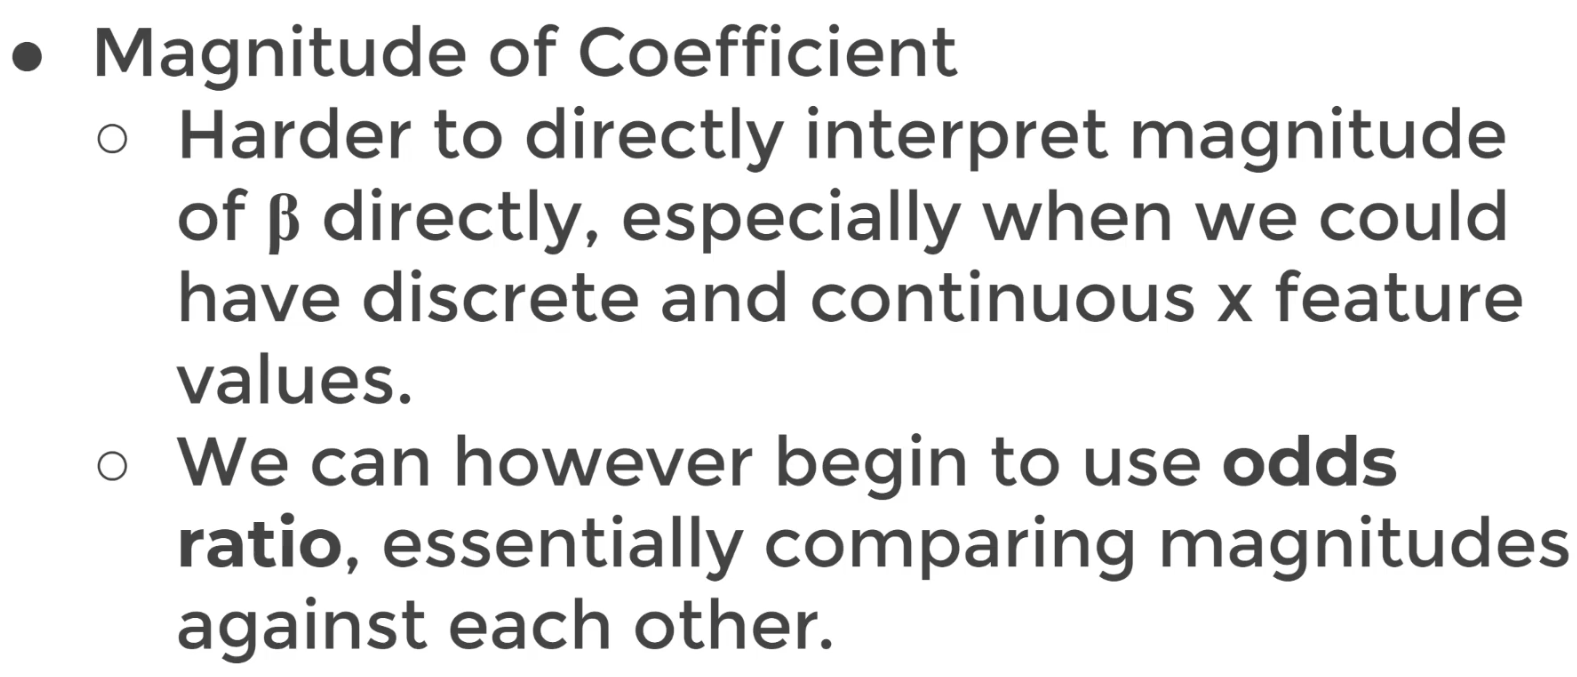 ● Magnitude of Coefficient
○ Harder to directly interpret magnitude
of β directly, especially when we could
have discrete and continuous x feature
values.
○ We can however begin to use odds
ratio, essentially comparing magnitudes
against each other.